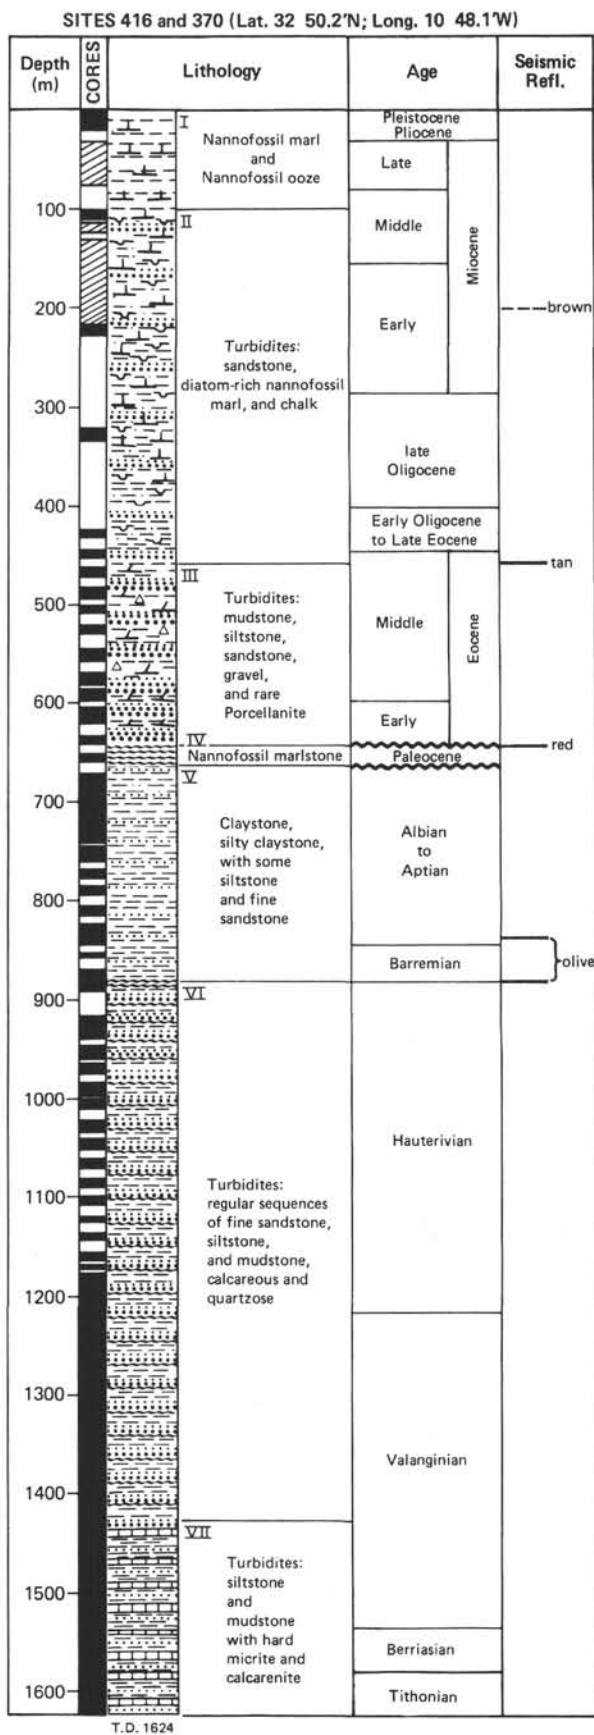 SITES 416 and 370 (Lat. 32 50.2'N; Long. 10 48.1'W)
Depth
(m)
CORES
Lithology
Age
Seismic
Refl.
I
Nannofossil marl
and
Nannofossil ooze
Pleistocene
Pliocene
Late
100
II
Middle
Miocene
200
brown
Early
Turbidites:
sandstone,
diatom-rich nannofossil
marl, and chalk
300
late
Oligocene
400
Early Oligocene
to Late Eocene
tan
III
500
Turbidites:
mudstone,
siltstone,
sandstone,
gravel,
and rare
Porcellanite
Middle
Eocene
600
Early
IV
red
Nannofossil marlstone
Paleocene
V
700
Claystone,
silty claystone,
with some
siltstone
and fine
sandstone
Albian
to
Aptian
800
Barremian
olive
900
VI
1000
Hauterivian
1100
Turbidites:
regular sequences
of fine sandstone,
siltstone,
and mudstone,
calcareous and
quartzose
1200
1300
Valanginian
1400
VII
Turbidites:
siltstone
and
mudstone
with hard
micrite and
calcarenite
1500
Berriasian
1600
Tithonian
T.D. 1624